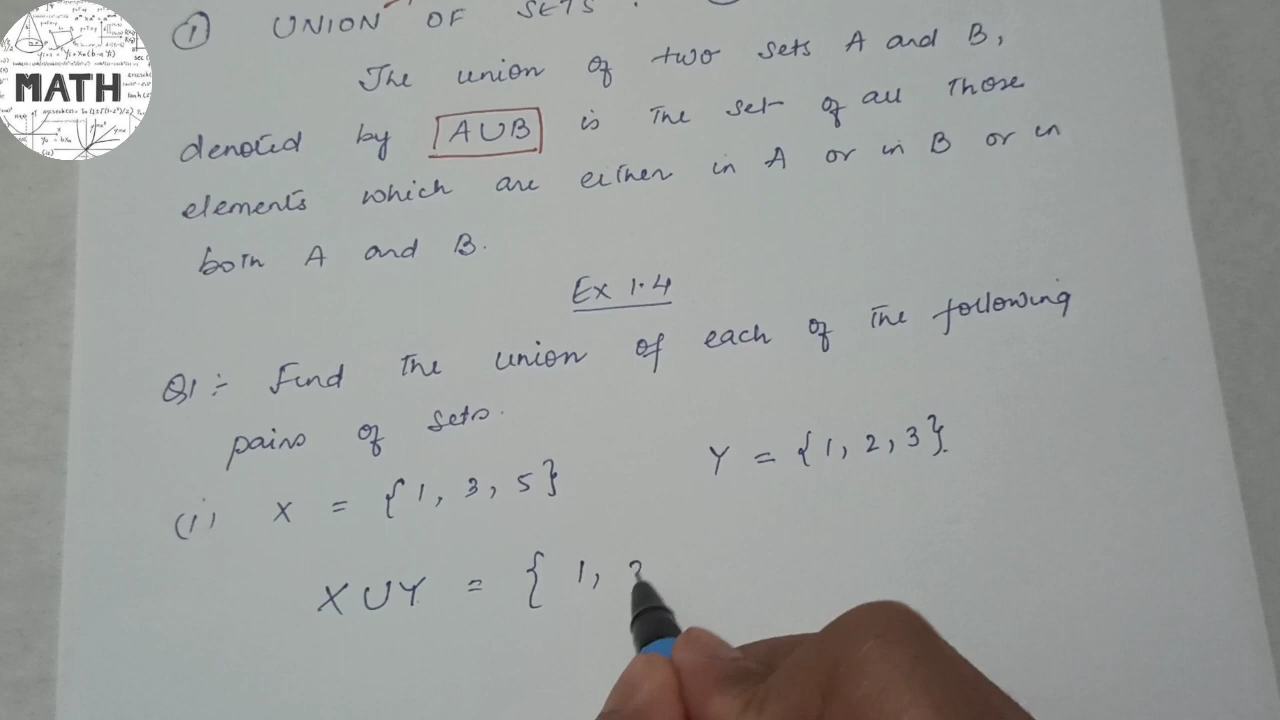 MATH
① UNION OF SETS.
The union of two sets A and B,
denoted by A∪B is the set of all those
elements which are either in A or in B or in
both A and B.
Ex 1.4
Q1:- Find the union of each of the following
pairs of sets.
(i) X = {1, 3, 5} Y = {1, 2, 3}.
X∪Y = { 1,